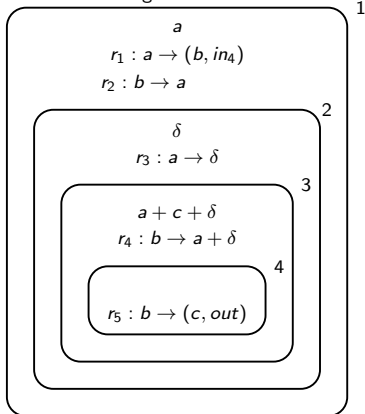 1
a
r₁ : a → (b, in₄)
r₂ : b → a
2
δ
r₃ : a → δ
3
a + c + δ
r₄ : b → a + δ
4
r₅ : b → (c, out)